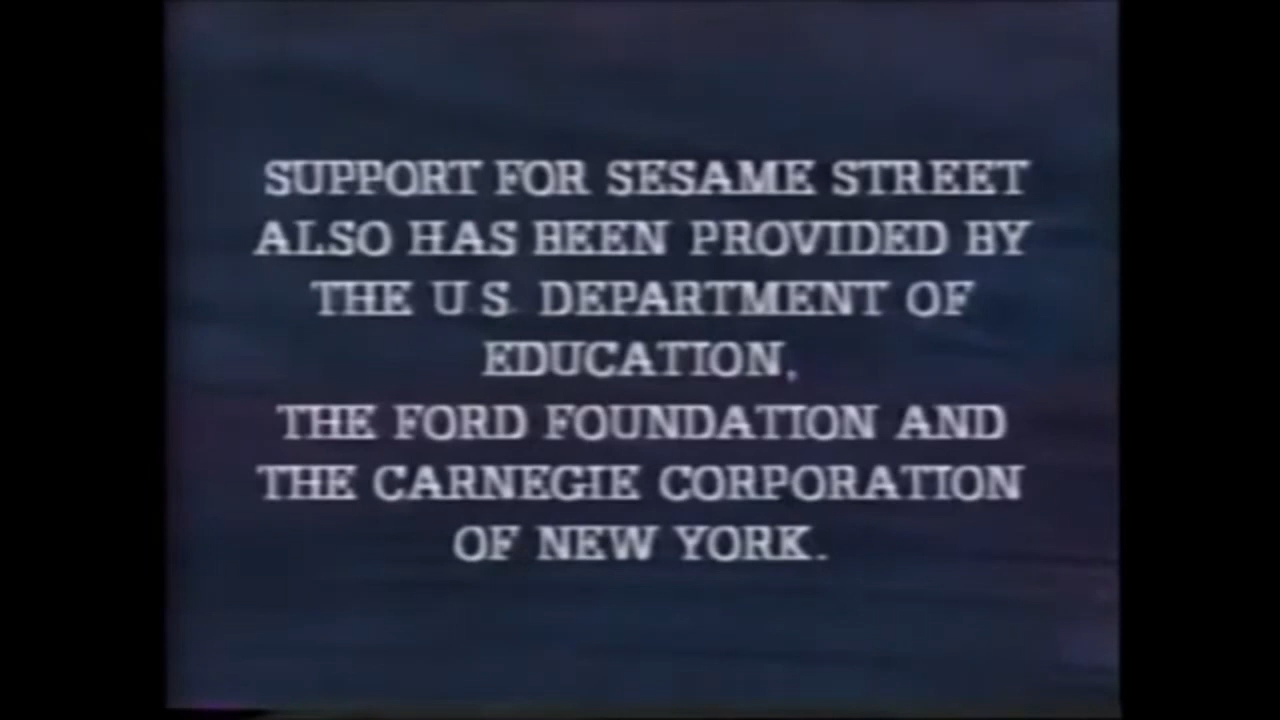 SUPPORT FOR SESAME STREET
ALSO HAS BEEN PROVIDED BY
THE U.S. DEPARTMENT OF
EDUCATION,
THE FORD FOUNDATION AND
THE CARNEGIE CORPORATION
OF NEW YORK.